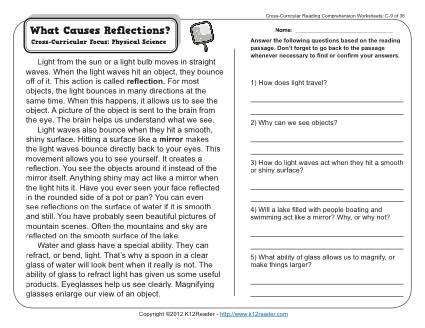 Cross-Curricular Reading Comprehension Worksheets: C-9 of 36
What Causes Reflections?
Cross-Curricular Focus: Physical Science
Light from the sun or a light bulb moves in straight
waves. When the light waves hit an object, they bounce
off of it. This action is called reflection. For most
objects, the light bounces in many directions at the
same time. When this happens, it allows us to see the
object. A picture of the object is sent to the brain from
the eye. The brain helps us understand what we see.
Light waves also bounce when they hit a smooth,
shiny surface. Hitting a surface like a mirror makes
the light waves bounce directly back to your eyes. This
movement allows you to see yourself. It creates a
reflection. You see the objects around it instead of the
mirror itself. Anything shiny may act like a mirror when
the light hits it. Have you ever seen your face reflected
in the rounded side of a pot or pan? You can even
see reflections on the surface of water if it is smooth
and still. You have probably seen beautiful pictures of
mountain scenes. Often the mountains and sky are
reflected on the smooth surface of the lake.
Water and glass have a special ability. They can
refract, or bend, light. That's why a spoon in a clear
glass of water will look bent when it really is not. The
ability of glass to refract light has given us some useful
products. Eyeglasses help us see clearly. Magnifying
glasses enlarge our view of an object.
Name:
Answer the following questions based on the reading
passage. Don't forget to go back to the passage
whenever necessary to find or confirm your answers.
1) How does light travel?
2) Why can we see objects?
3) How do light waves act when they hit a smooth
or shiny surface?
4) Will a lake filled with people boating and
swimming act like a mirror? Why, or why not?
5) What ability of glass allows us to magnify, or
make things larger?
Copyright ©2012 K12Reader - http://www.k12reader.com